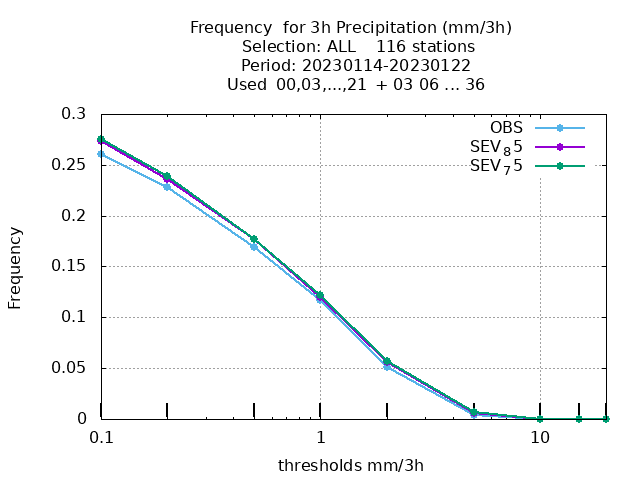 Frequency  for 3h Precipitation (mm/3h)
Selection: ALL    116 stations
Period: 20230114-20230122
Used  00,03,...,21  + 03 06 ... 36
OBS
SEV₈5
SEV₇5
0.3
0.25
0.2
0.15
0.1
0.05
0
Frequency
0.1
1
10
thresholds mm/3h